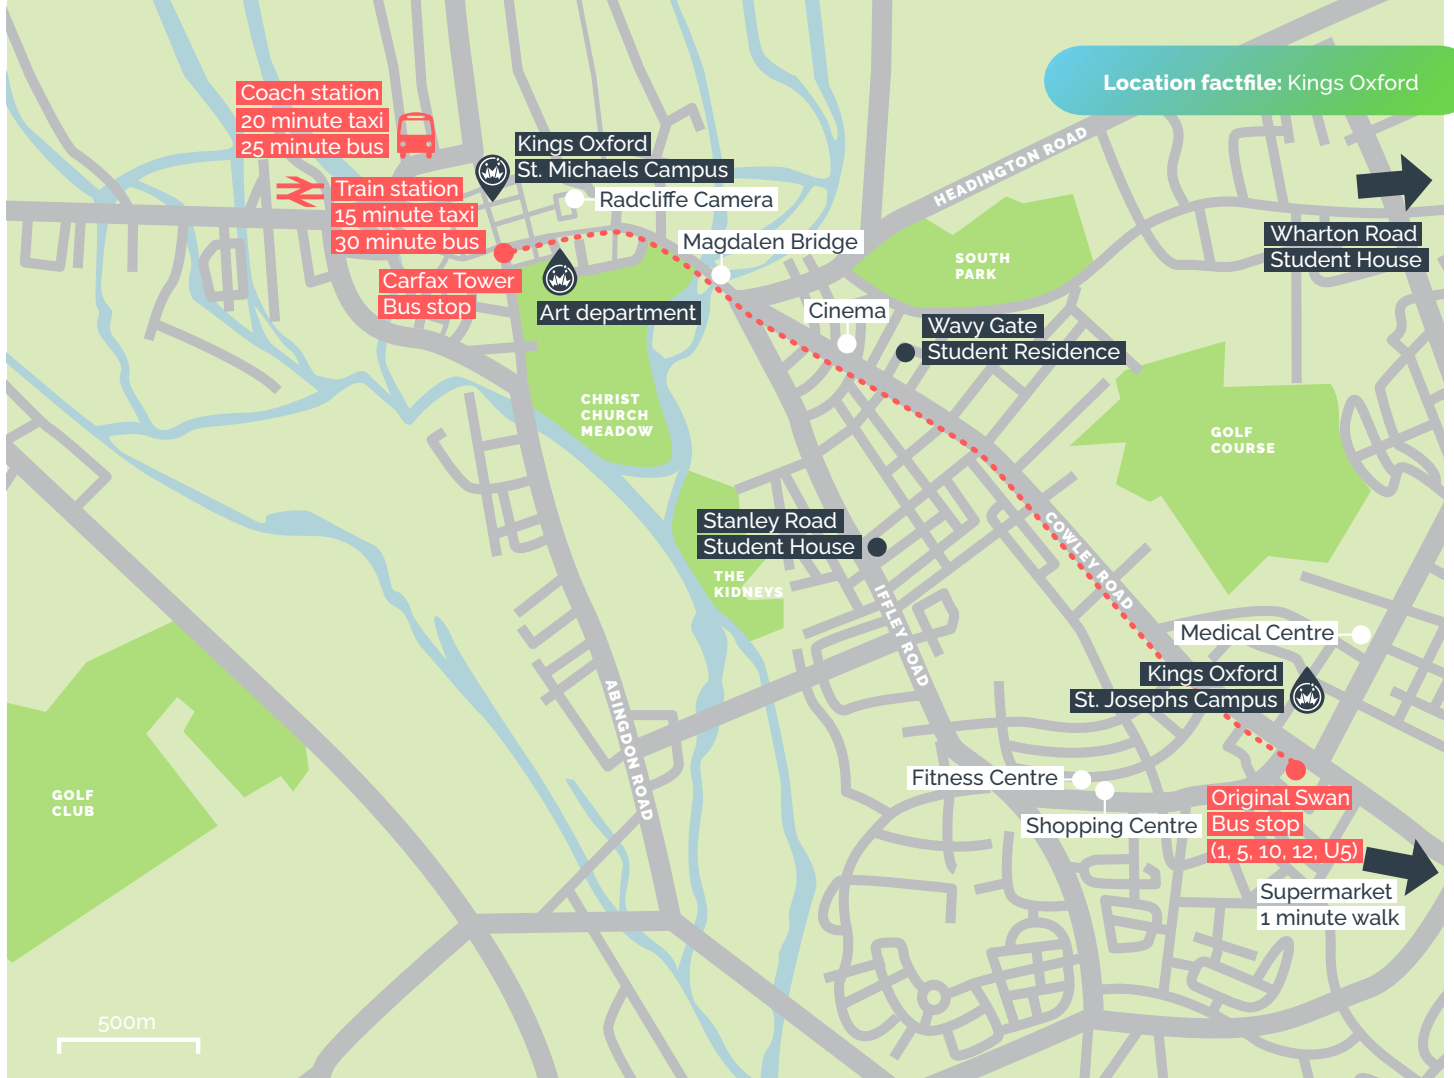 Location factfile: Kings Oxford
Coach station
20 minute taxi
25 minute bus
Kings Oxford
St. Michaels Campus
Train station
15 minute taxi
30 minute bus
Radcliffe Camera
HEADINGTON ROAD
Magdalen Bridge
Wharton Road
Student House
Carfax Tower
Bus stop
Art department
SOUTH
PARK
Cinema
Wavy Gate
Student Residence
CHRIST
CHURCH
MEADOW
GOLF
COURSE
Stanley Road
Student House
COWLEY ROAD
THE
KIDNEYS
IFFLEY ROAD
Medical Centre
Kings Oxford
St. Josephs Campus
ABINGDON ROAD
GOLF
CLUB
Fitness Centre
Shopping Centre
Original Swan
Bus stop
(1, 5, 10, 12, U5)
Supermarket
1 minute walk
500m